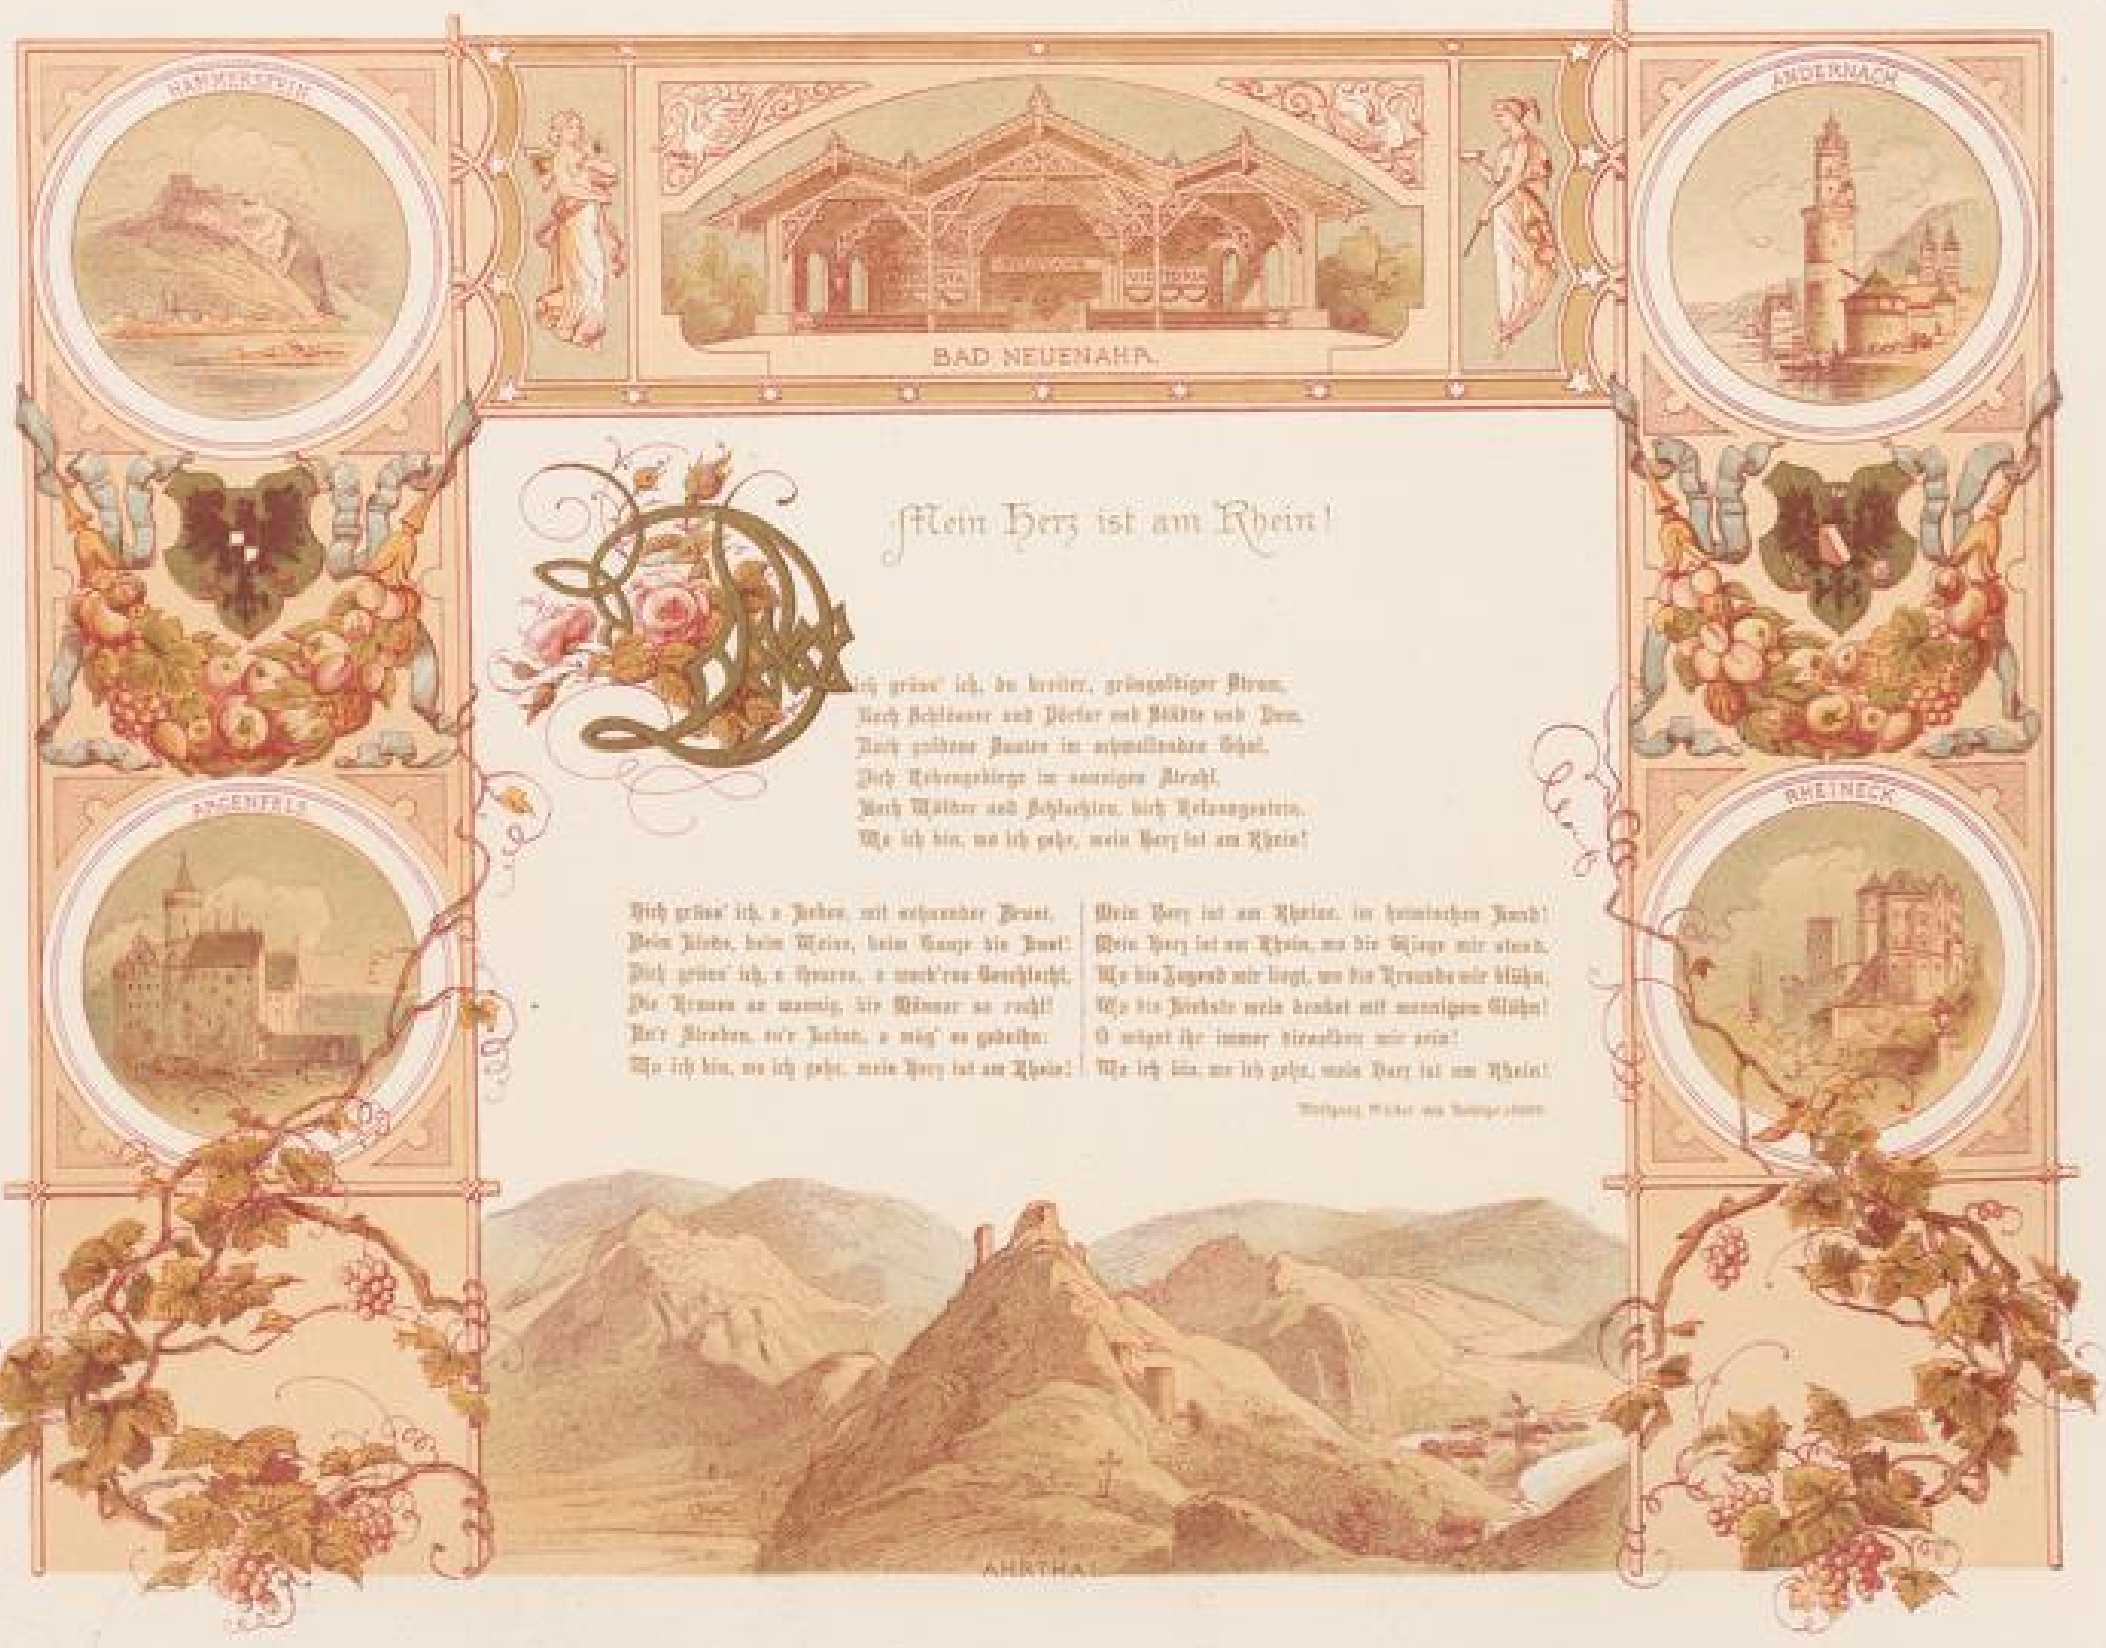 HAMMERSTEIN
ANDERNACH
AUGUSTA
VICTORIA
BAD NEUENAHR.
Mein Herz ist am Rhein!
Dich grüss' ich, du breiter, grüngoldiger Strom,
Euch Schlösser und Dörfer und Städte und Dom,
Euch goldene Saaten im schwellenden Thal,
Dich Rebengebirge im sonnigen Strahl,
Euch Wälder und Schluchten, dich Felsengestein,
Wo ich bin, wo ich gehe, mein Herz ist am Rhein!
ARGENFELS
RHEINECK
Dich grüss' ich, o Leben, mit sehnender Brust,
Beim Liede, beim Weine, beim Tanze die Lust!
Dich grüss' ich, o theures, o wack'res Geschlecht,
Die Frauen so wonnig, die Männer so recht!
Eu'r Streben, eu'r Leben, o mög' es gedeihn:
Wo ich bin, wo ich gehe, mein Herz ist am Rhein!
Mein Herz ist am Rheine, im heimischen Land!
Mein Herz ist am Rhein, wo die Wiege mir stand,
Wo die Jugend mir liegt, wo die Freunde mir blühn,
Wo die Liebste mein denket mit wonnigem Glühn!
O möget ihr immer dieselben mir sein!
Wo ich bin, wo ich gehe, mein Herz ist am Rhein!
Wolfgang Müller von Königswinter.
AHRTHAL